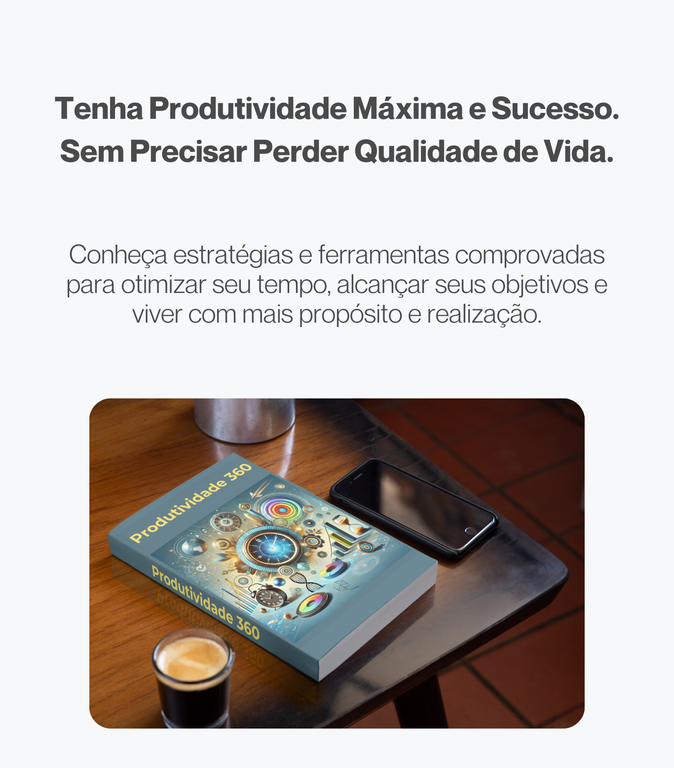 Tenha Produtividade Máxima e Sucesso.
Sem Precisar Perder Qualidade de Vida.
Conheça estratégias e ferramentas comprovadas
para otimizar seu tempo, alcançar seus objetivos e
viver com mais propósito e realização.
Produtividade 360
Produtividade 360